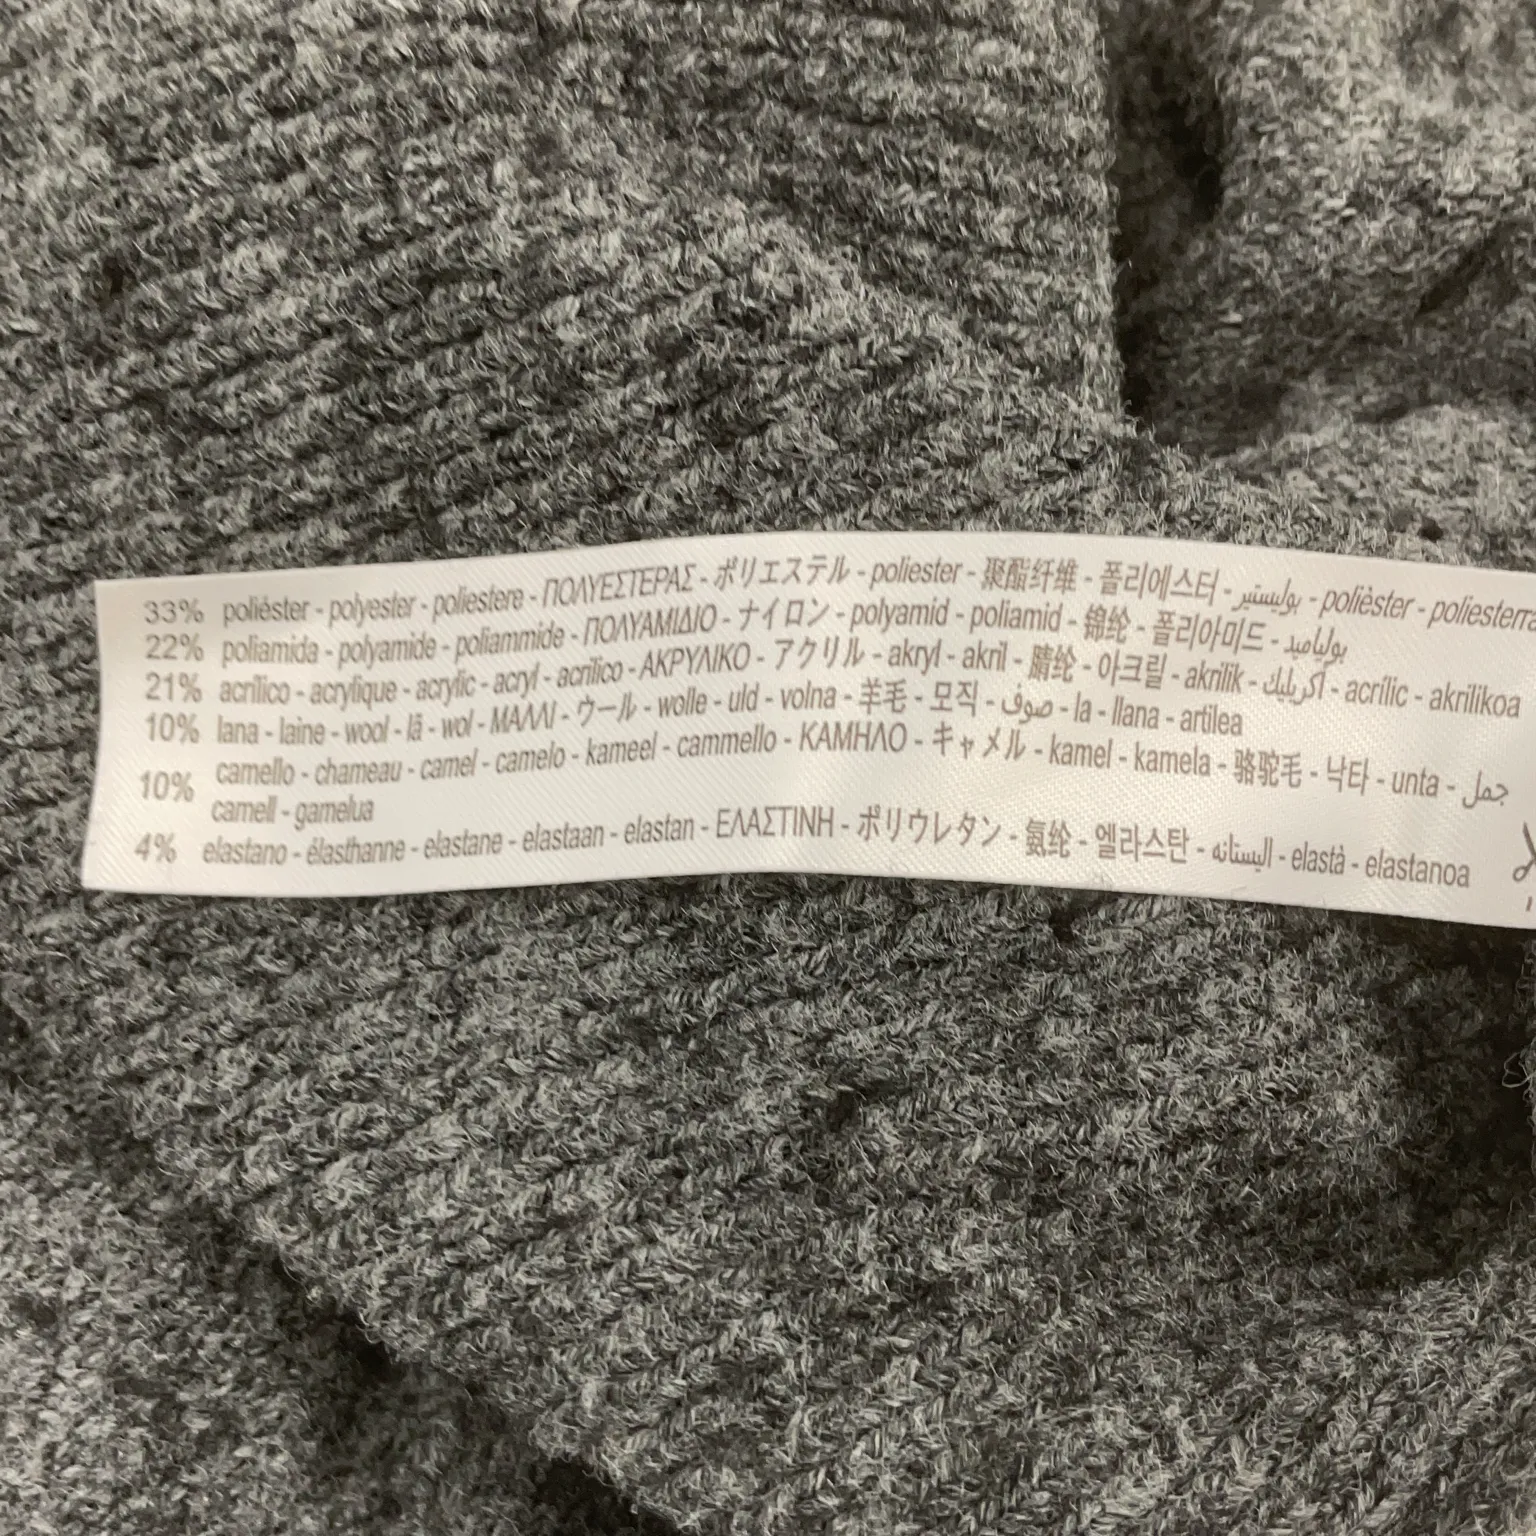 33% poliéster - polyester - poliestere - ΠΟΛΥΕΣΤΕΡΑΣ - ポリエステル - poliester - 聚酯纤维 - 폴리에스터 - بوليستير - polièster - poliesterra
22% poliamida - polyamide - poliammide - ΠΟΛΥΑΜΙΔΙΟ - ナイロン - polyamid - poliamid - 锦纶 - 폴리아미드 - بولياميد
21% acrílico - acrylique - acrylic - acryl - acrilico - ΑΚΡΥΛΙΚΟ - アクリル - akryl - akril - 腈纶 - 아크릴 - akrilik - أكريليك - acrílic - akrilikoa
10% lana - laine - wool - lã - wol - ΜΑΛΛΙ - ウール - wolle - uld - volna - 羊毛 - 모직 - صوف - la - llana - artilea
10% camello - chameau - camel - camelo - kameel - cammello - ΚΑΜΗΛΟ - キャメル - kamel - kamela - 骆驼毛 - 낙타 - unta - جمل
camell - gamelua
4% elastano - élasthanne - elastane - elastaan - elastan - ΕΛΑΣΤΙΝΗ - ポリウレタン - 氨纶 - 엘라스탄 - اليستانه - elastà - elastanoa